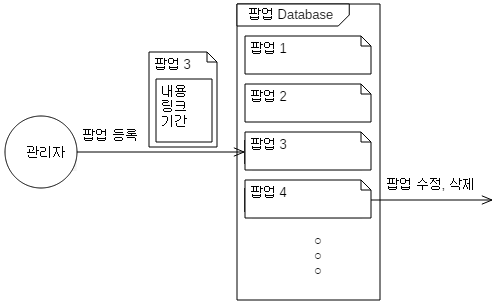 팝업 Database
팝업 1
팝업 3
내용
링크
기간
팝업 2
팝업 등록
관리자
팝업 3
팝업 4
팝업 수정, 삭제